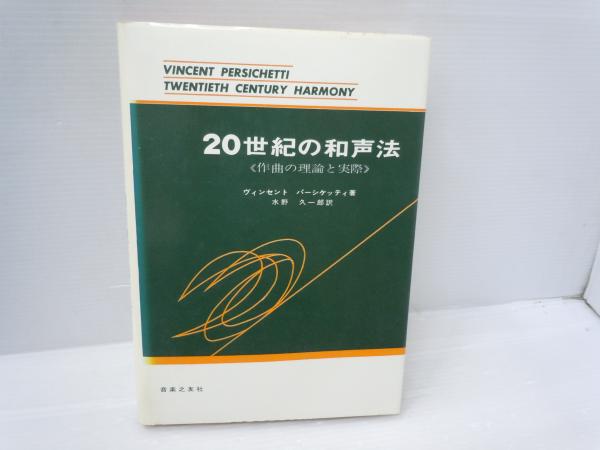 VINCENT PERSICHETTI
TWENTIETH CENTURY HARMONY
20世紀の和声法
《作曲の理論と実際》
ヴィンセント パーシケッティ著
水野 久一郎訳
音楽之友社